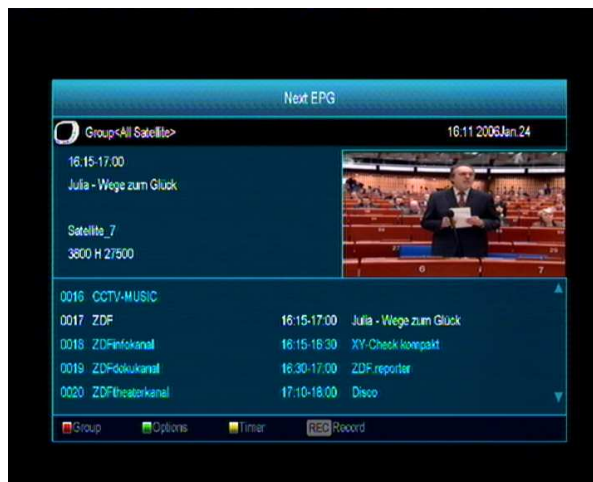 Next EPG
Group<All Satellite> 16:11 2006Jan.24
16:15-17:00
Julia - Wege zum Glück
Satellite_7
3800 H 27500
6 7
0016 CCTV-MUSIC
0017 ZDF 16:15-17:00 Julia - Wege zum Glück
0018 ZDFinfokanal 16:15-16:30 XY-Check kompakt
0019 ZDFdokukanal 16:30-17:00 ZDF.reporter
0020 ZDFtheaterkanal 17:10-18:00 Disco
Group Options Timer REC Record